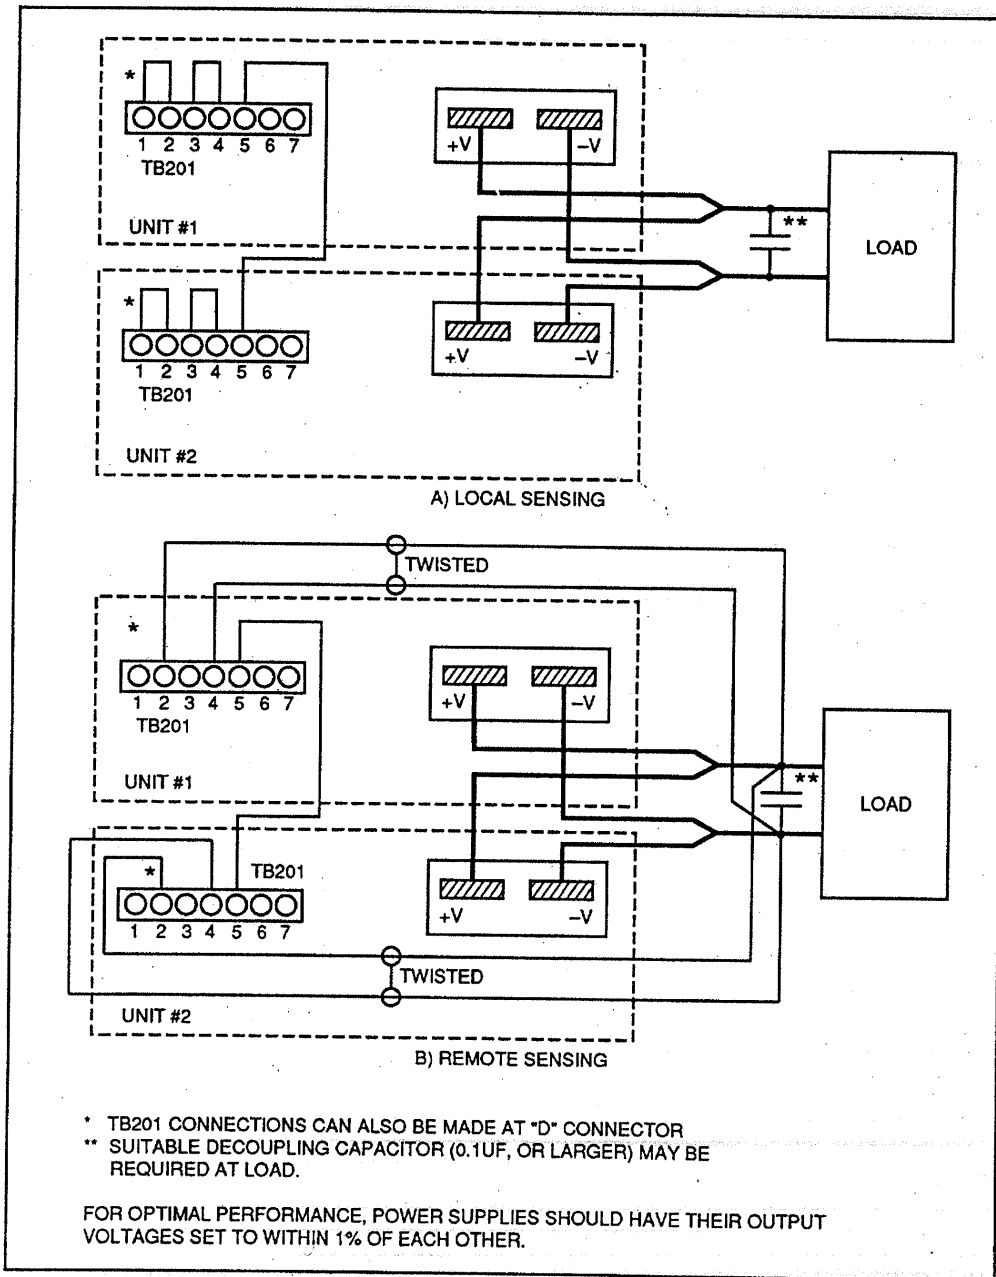 *
1 2 3 4 5 6 7
TB201
UNIT #1
+V
–V
**
LOAD
*
1 2 3 4 5 6 7
TB201
UNIT #2
+V
–V
A) LOCAL SENSING
TWISTED
*
1 2 3 4 5 6 7
TB201
UNIT #1
+V
–V
**
LOAD
*
TB201
1 2 3 4 5 6 7
+V
–V
TWISTED
UNIT #2
B) REMOTE SENSING
* TB201 CONNECTIONS CAN ALSO BE MADE AT "D" CONNECTOR
** SUITABLE DECOUPLING CAPACITOR (0.1UF, OR LARGER) MAY BE
REQUIRED AT LOAD.
FOR OPTIMAL PERFORMANCE, POWER SUPPLIES SHOULD HAVE THEIR OUTPUT
VOLTAGES SET TO WITHIN 1% OF EACH OTHER.